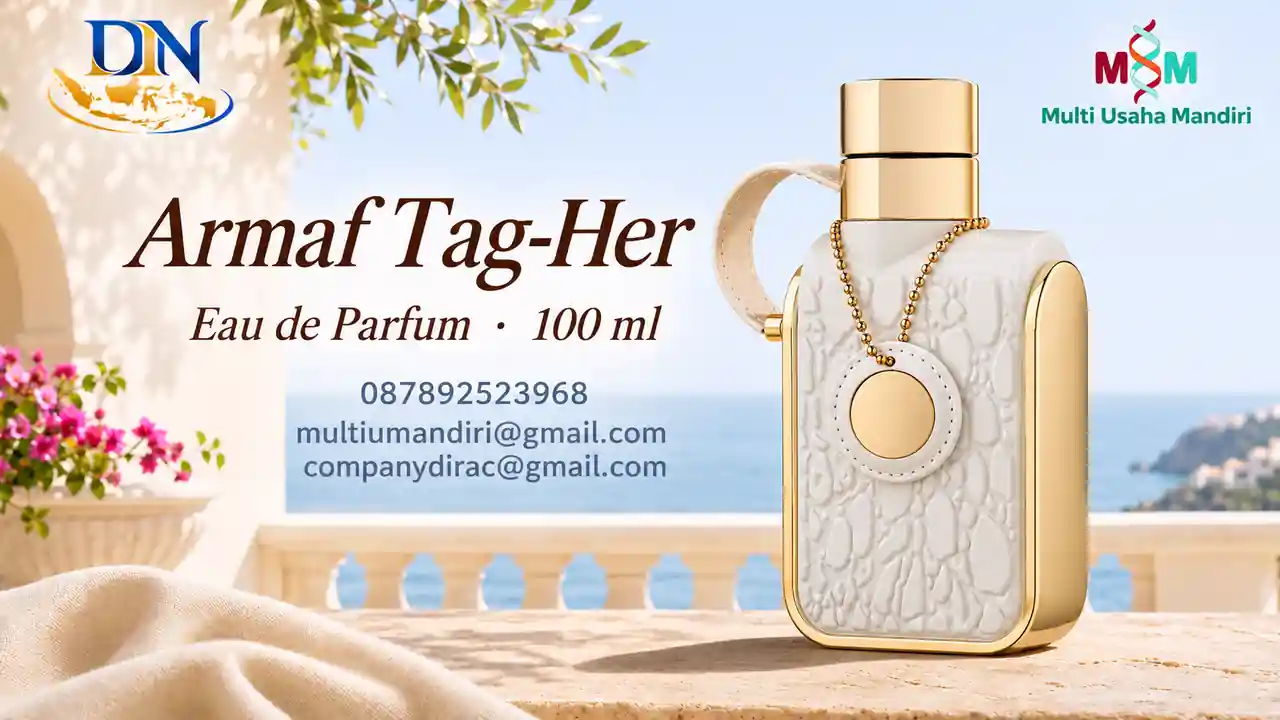 DN
MSM
Multi Usaha Mandiri
Armaf Tag-Her
Eau de Parfum · 100 ml
087892523968
multiumandiri@gmail.com
companydirac@gmail.com